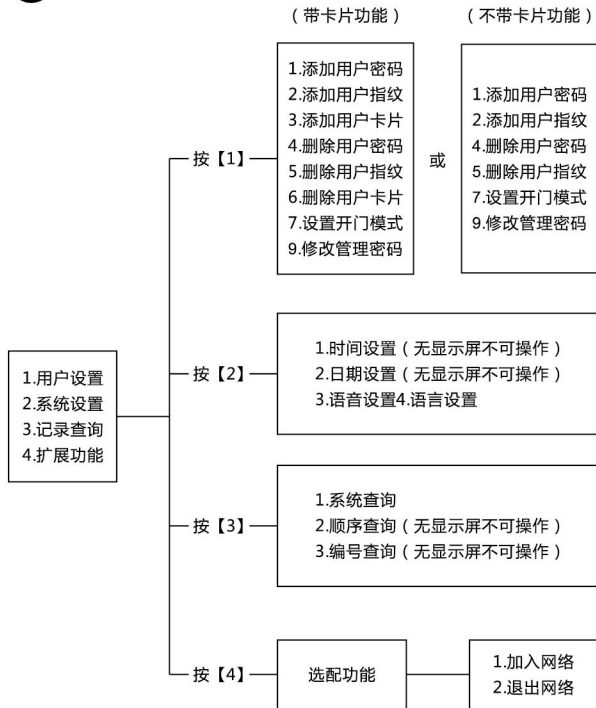 （带卡片功能）
（不带卡片功能）
1.添加用户密码
2.添加用户指纹
3.添加用户卡片
4.删除用户密码
5.删除用户指纹
6.删除用户卡片
7.设置开门模式
9.修改管理密码
或
1.添加用户密码
2.添加用户指纹
4.删除用户密码
5.删除用户指纹
7.设置开门模式
9.修改管理密码
按【1】
1.用户设置
2.系统设置
3.记录查询
4.扩展功能
按【2】
1.时间设置（无显示屏不可操作）
2.日期设置（无显示屏不可操作）
3.语音设置4.语言设置
按【3】
1.系统查询
2.顺序查询（无显示屏不可操作）
3.编号查询（无显示屏不可操作）
按【4】
选配功能
1.加入网络
2.退出网络